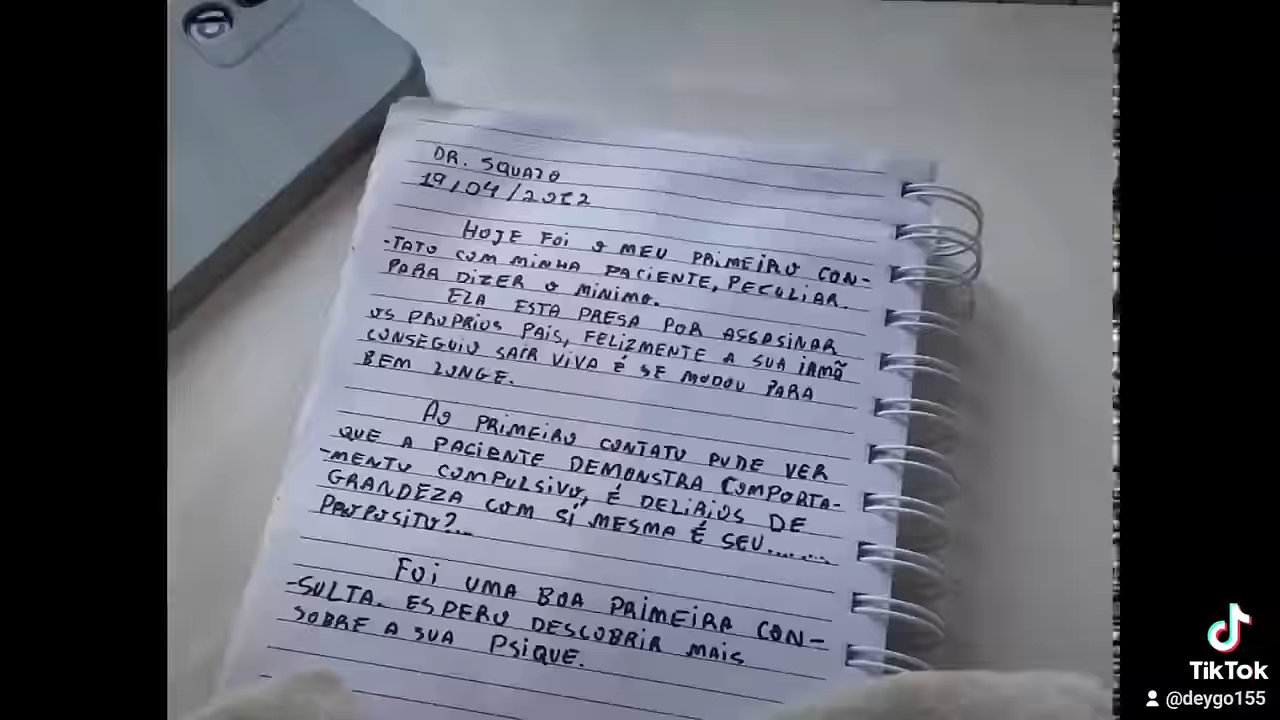 DR. SQUAZO
19/04/2012
HOJE FOI O MEU PRIMEIRO CON-
-TATO COM MINHA PACIENTE, PECULIAR.
PARA DIZER O MINIMO.
ELA ESTA PRESA POR ASSASINAR
OS PROPRIOS PAIS, FELIZMENTE A SUA IRMÃ
CONSEGUIO SAIR VIVA É SE MUDOU PARA
BEM LONGE.
AO PRIMEIRO CONTATO PUDE VER
QUE A PACIENTE DEMONSTRA COMPORTA-
-MENTO COMPULSIVO, É DELIRIOS DE
GRANDEZA COM SÍ MESMA É SEU.......
PROPOSITO?...
FOI UMA BOA PRIMEIRA CON-
-SULTA. ESPERO DESCOBRIR MAIS
SOBRE A SUA PSIQUE.
TikTok
@deygo155